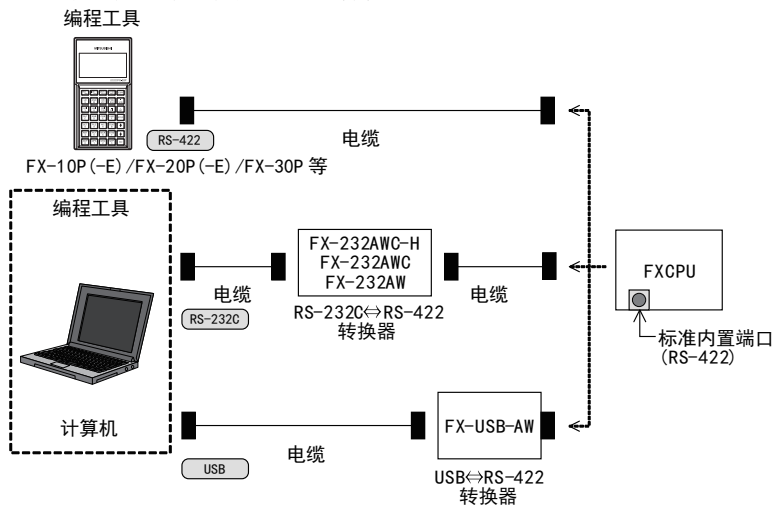 编程工具
RS-422
电缆
FX-10P(-E)/FX-20P(-E)/FX-30P 等
编程工具
FX-232AWC-H
FX-232AWC
FX-232AW
FXCPU
电缆
电缆
RS-232C
RS-232C⇔RS-422
转换器
标准内置端口
(RS-422)
计算机
FX-USB-AW
电缆
USB
USB⇔RS-422
转换器